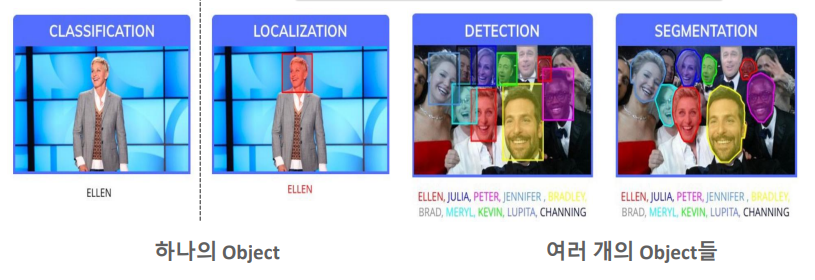 CLASSIFICATION
LOCALIZATION
DETECTION
SEGMENTATION
ELLEN
ELLEN
ELLEN, JULIA, PETER, JENNIFER , BRADLEY,
BRAD, MERYL, KEVIN, LUPITA, CHANNING
ELLEN, JULIA, PETER, JENNIFER , BRADLEY,
BRAD, MERYL, KEVIN, LUPITA, CHANNING
하나의 Object
여러 개의 Object들